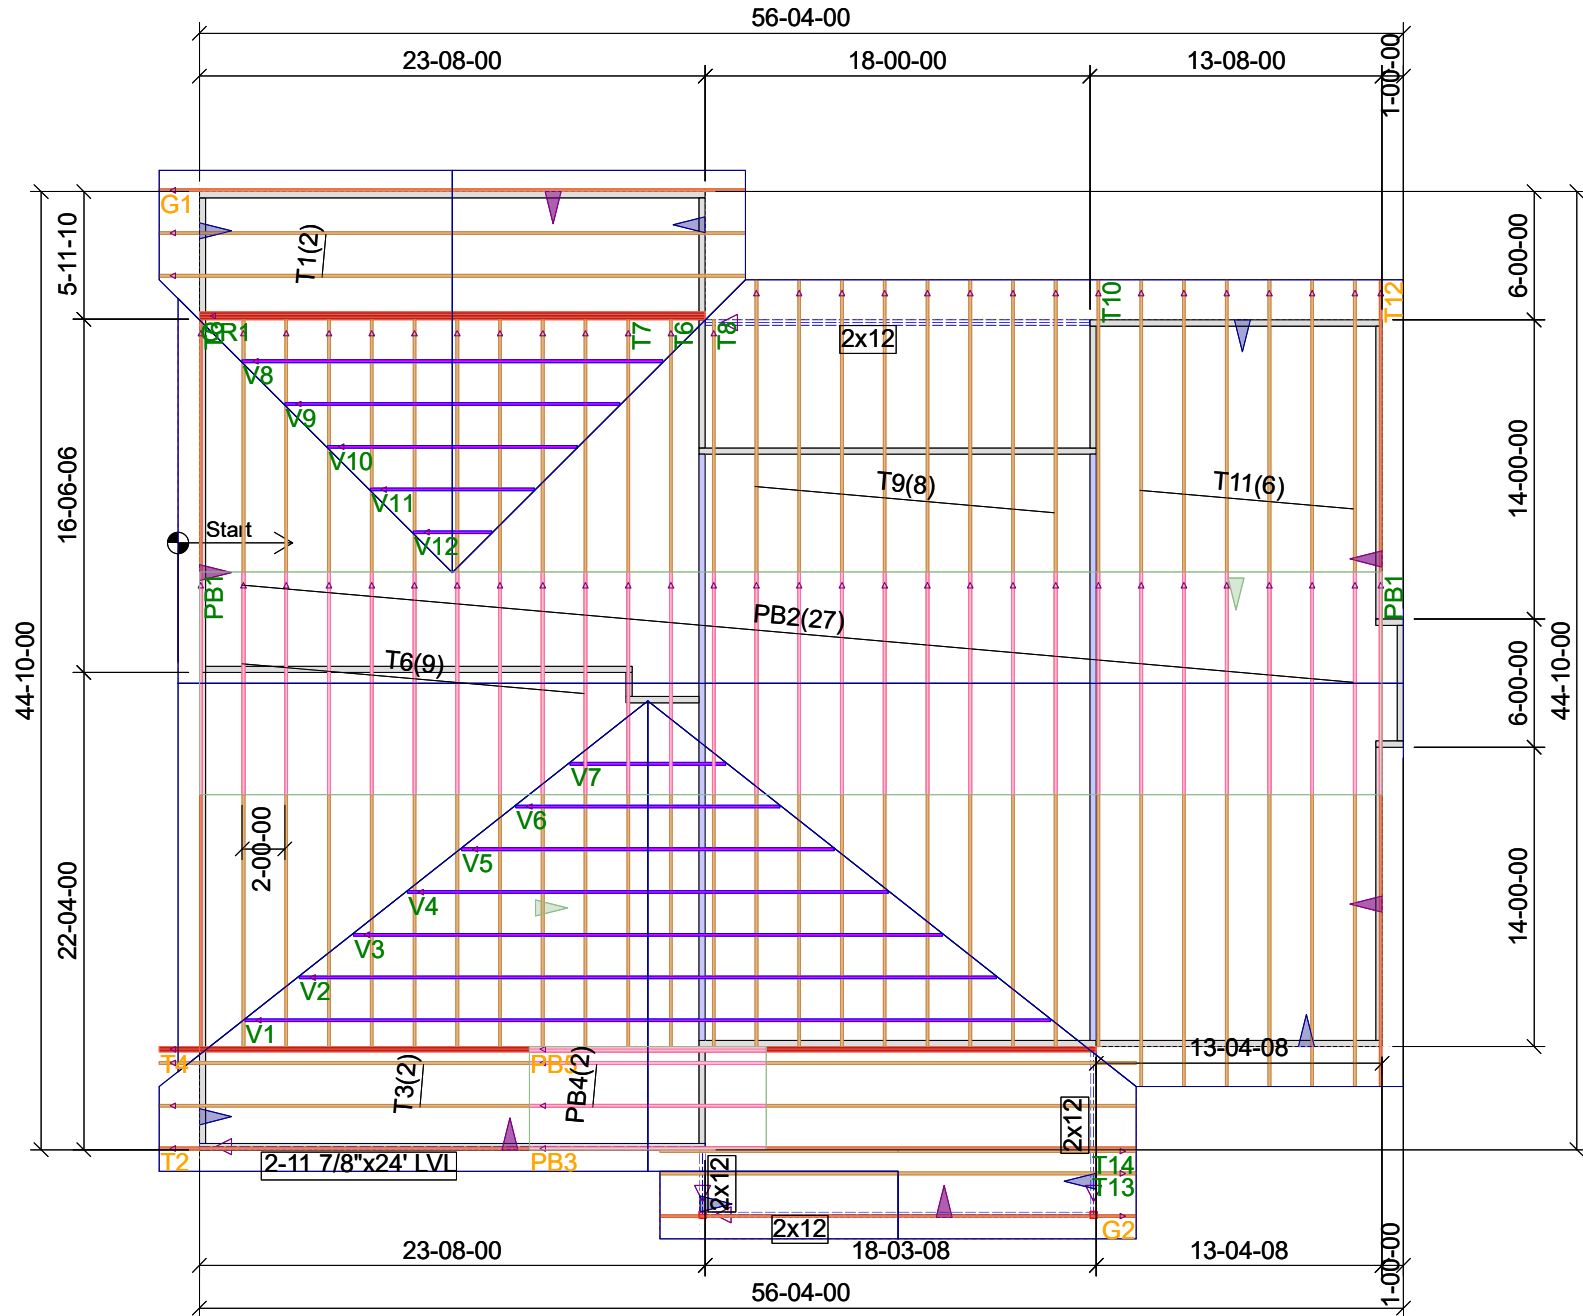 56-04-00
23-08-00
18-00-00
13-08-00
1-00-00
G1
T1(2)
5-11-10
6-00-00
GR1
T7
T6
T8
2x12
T10
T12
V8
V9
V10
V11
V12
T9(8)
T11(6)
14-00-00
16-06-06
Start
PB1
PB1
PB2(27)
T6(9)
44-10-00
6-00-00
44-10-00
V7
V6
V5
V4
V3
V2
V1
2-00-00
22-04-00
14-00-00
T4
T3(2)
PB5
PB4(2)
13-04-08
2x12
T2
2-11 7/8"x24' LVL
PB3
2x12
T14
T13
2x12
G2
23-08-00
18-03-08
13-04-08
1-00-00
56-04-00